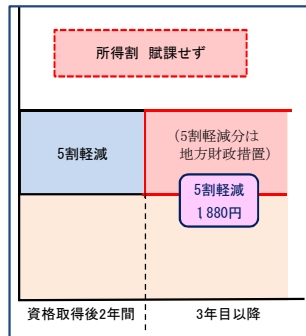 所得割 賦課せず
5割軽減
(5割軽減分は
地方財政措置)
5割軽減
1880円
資格取得後2年間
3年目以降